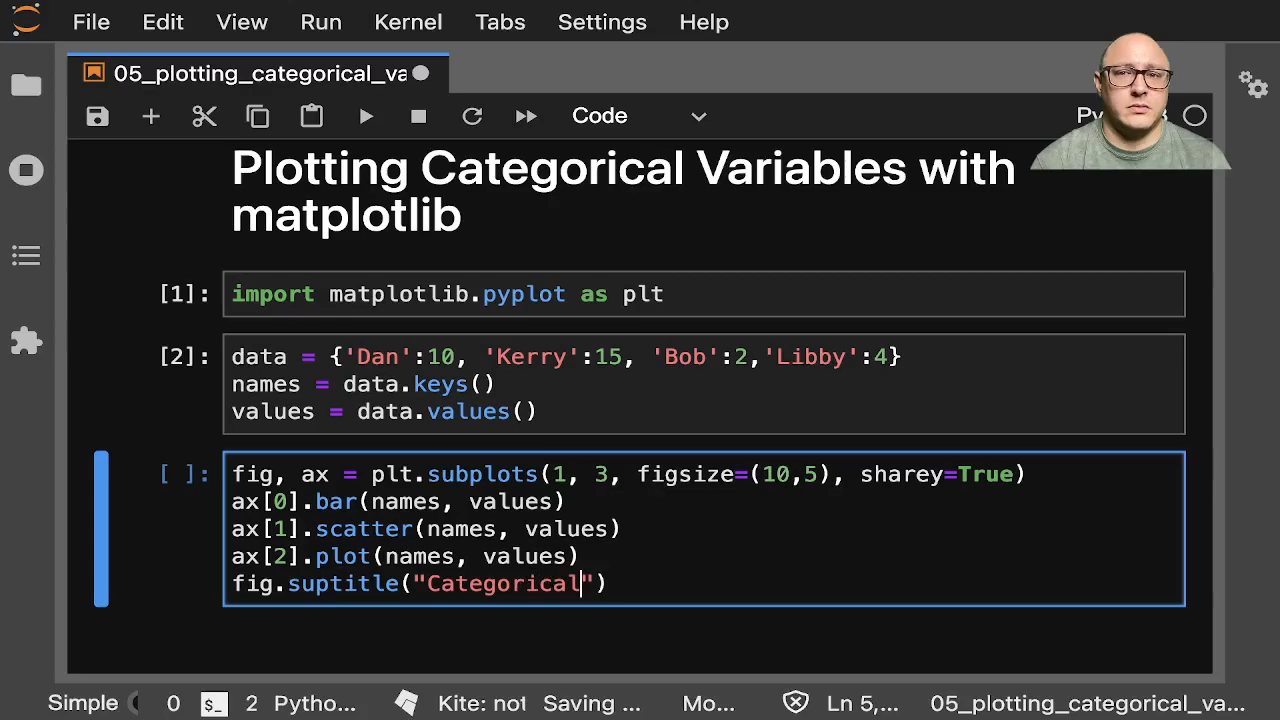 File Edit View Run Kernel Tabs Settings Help
05_plotting_categorical_va
Code
Plotting Categorical Variables with
matplotlib
[1]: import matplotlib.pyplot as plt
[2]: data = {'Dan':10, 'Kerry':15, 'Bob':2,'Libby':4}
names = data.keys()
values = data.values()
[ ]: fig, ax = plt.subplots(1, 3, figsize=(10,5), sharey=True)
ax[0].bar(names, values)
ax[1].scatter(names, values)
ax[2].plot(names, values)
fig.suptitle("Categorical")
Simple 0 $_ 2 Pytho... Kite: not Saving ... Mo... Ln 5,... 05_plotting_categorical_va...